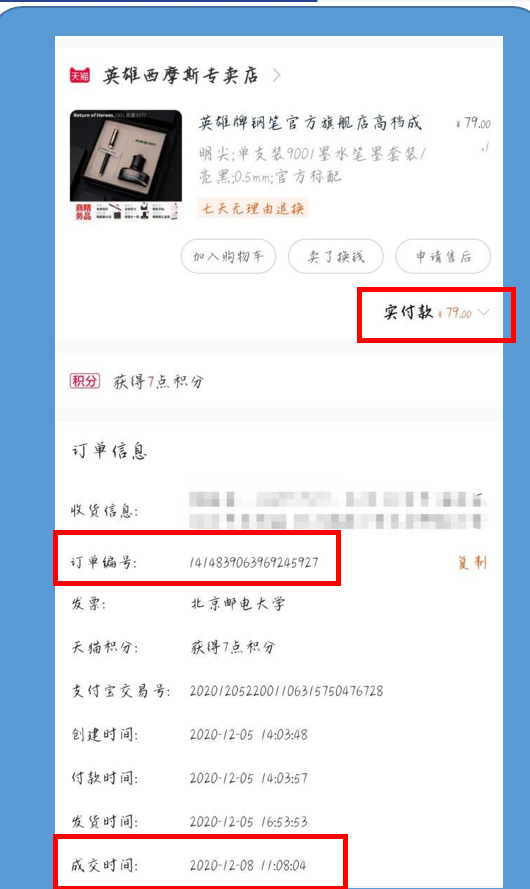 天猫 英雄西摩斯专卖店
Return of Heroes
英雄牌钢笔官方旗舰店高档成 ¥79.00
明尖;单支装9001墨水笔墨套装/ x1
亮黑;0.5mm;官方标配
商务精品
七天无理由退换
加入购物车 卖了换钱 申请售后
实付款 ¥79.00
积分 获得7点积分
订单信息
收货信息:
订单编号: 1414839063969245927 复制
发票: 北京邮电大学
天猫积分: 获得7点积分
支付宝交易号: 2020120522001106315750476728
创建时间: 2020-12-05 14:03:48
付款时间: 2020-12-05 14:03:57
发货时间: 2020-12-05 16:53:53
成交时间: 2020-12-08 11:08:04